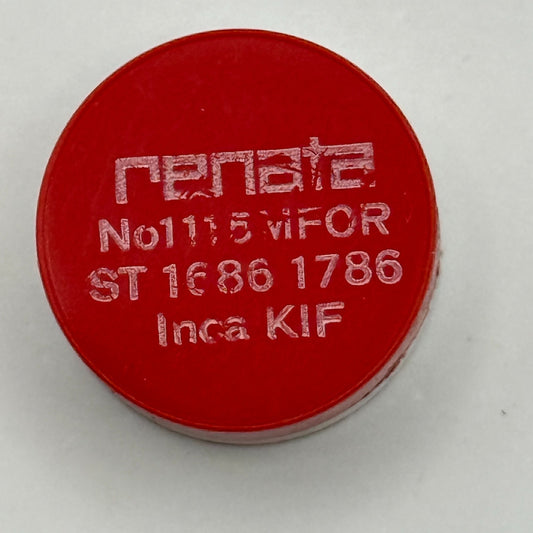 renata
No1115 MFOR
ST 1686 1786
Inca KIF